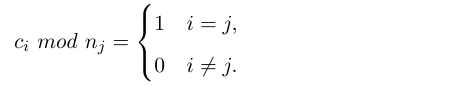 c_i mod n_j = { 1 i = j,
0 i ≠ j.